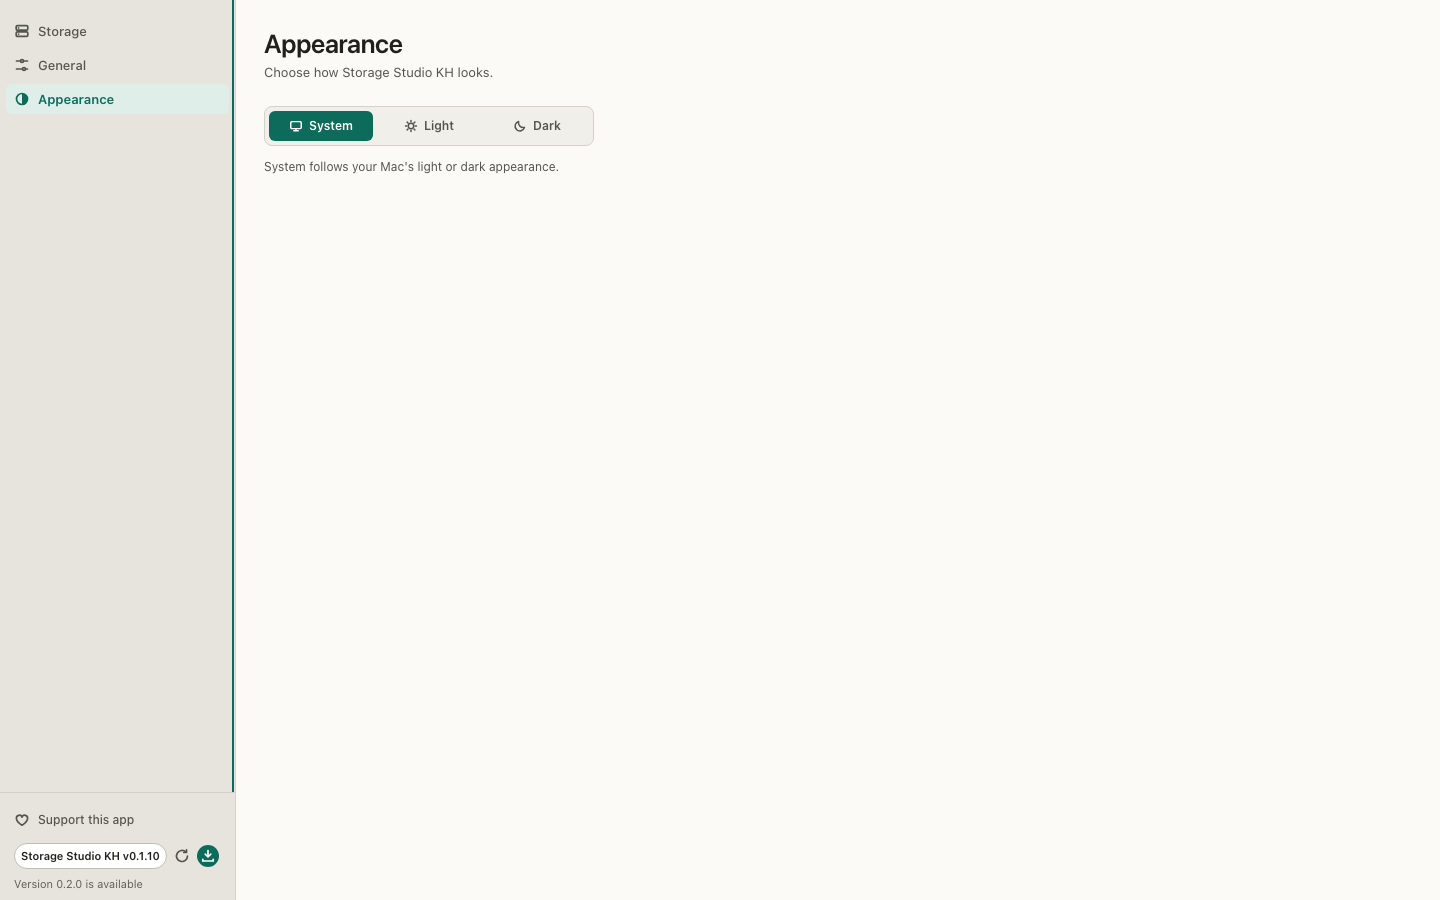 Storage
General
Appearance
Appearance
Choose how Storage Studio KH looks.
System
Light
Dark
System follows your Mac's light or dark appearance.
Support this app
Storage Studio KH v0.1.10
Version 0.2.0 is available